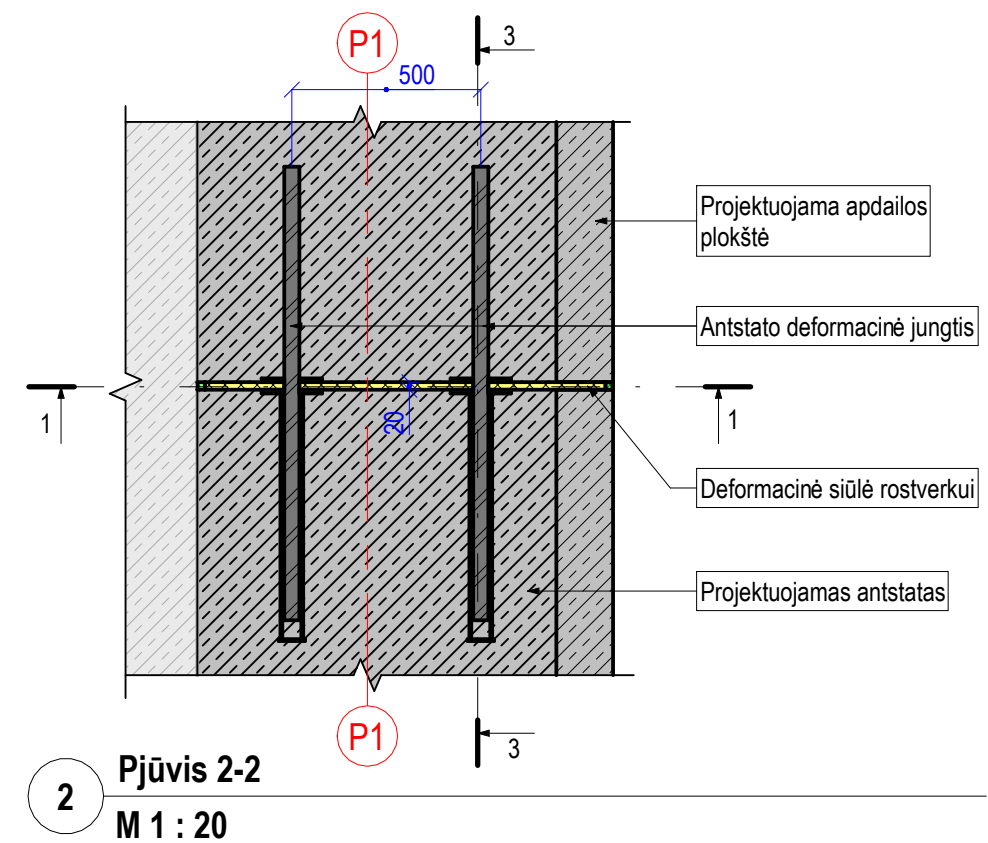 P1
3
500
Projektuojama apdailos
plokštė
Antstato deformacinė jungtis
20
1
1
Deformacinė siūlė rostverkui
Projektuojamas antstatas
P1
3
2
Pjūvis 2-2
M 1 : 20